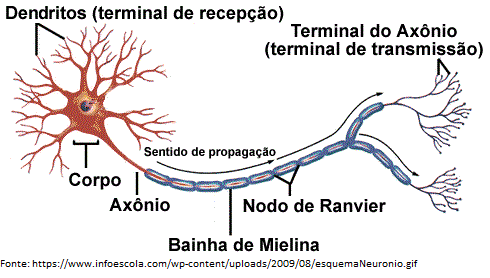 Dendritos (terminal de recepção)
Terminal do Axônio
(terminal de transmissão)
Sentido de propagação
Corpo
Axônio
Nodo de Ranvier
Bainha de Mielina
Fonte: https://www.infoescola.com/wp-content/uploads/2009/08/esquemaNeuronio.gif